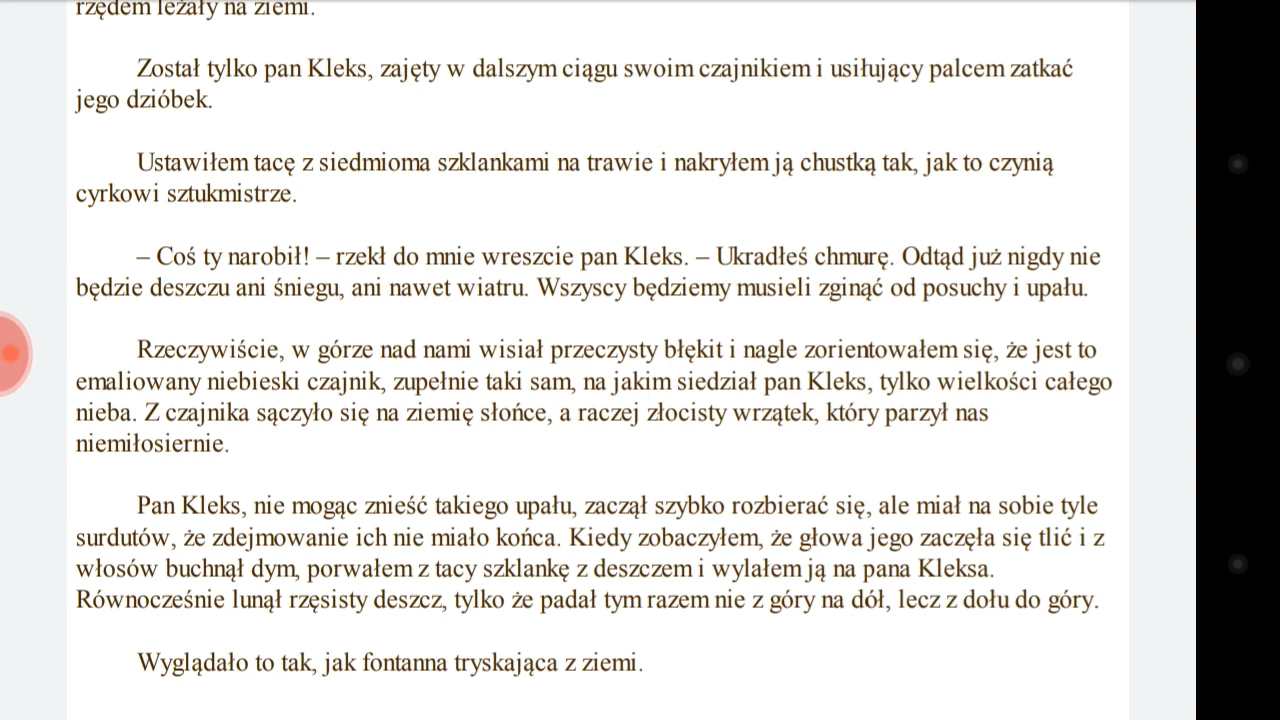 rzędem leżały na ziemi.
Został tylko pan Kleks, zajęty w dalszym ciągu swoim czajnikiem i usiłujący palcem zatkać
jego dzióbek.
Ustawiłem tacę z siedmioma szklankami na trawie i nakryłem ją chustką tak, jak to czynią
cyrkowi sztukmistrze.
– Coś ty narobił! – rzekł do mnie wreszcie pan Kleks. – Ukradłeś chmurę. Odtąd już nigdy nie
będzie deszczu ani śniegu, ani nawet wiatru. Wszyscy będziemy musieli zginąć od posuchy i upału.
Rzeczywiście, w górze nad nami wisiał przeczysty błękit i nagle zorientowałem się, że jest to
emaliowany niebieski czajnik, zupełnie taki sam, na jakim siedział pan Kleks, tylko wielkości całego
nieba. Z czajnika sączyło się na ziemię słońce, a raczej złocisty wrzątek, który parzył nas
niemiłosiernie.
Pan Kleks, nie mogąc znieść takiego upału, zaczął szybko rozbierać się, ale miał na sobie tyle
surdutów, że zdejmowanie ich nie miało końca. Kiedy zobaczyłem, że głowa jego zaczęła się tlić i z
włosów buchnął dym, porwałem z tacy szklankę z deszczem i wylałem ją na pana Kleksa.
Równocześnie lunął rzęsisty deszcz, tylko że padał tym razem nie z góry na dół, lecz z dołu do góry.
Wyglądało to tak, jak fontanna tryskająca z ziemi.